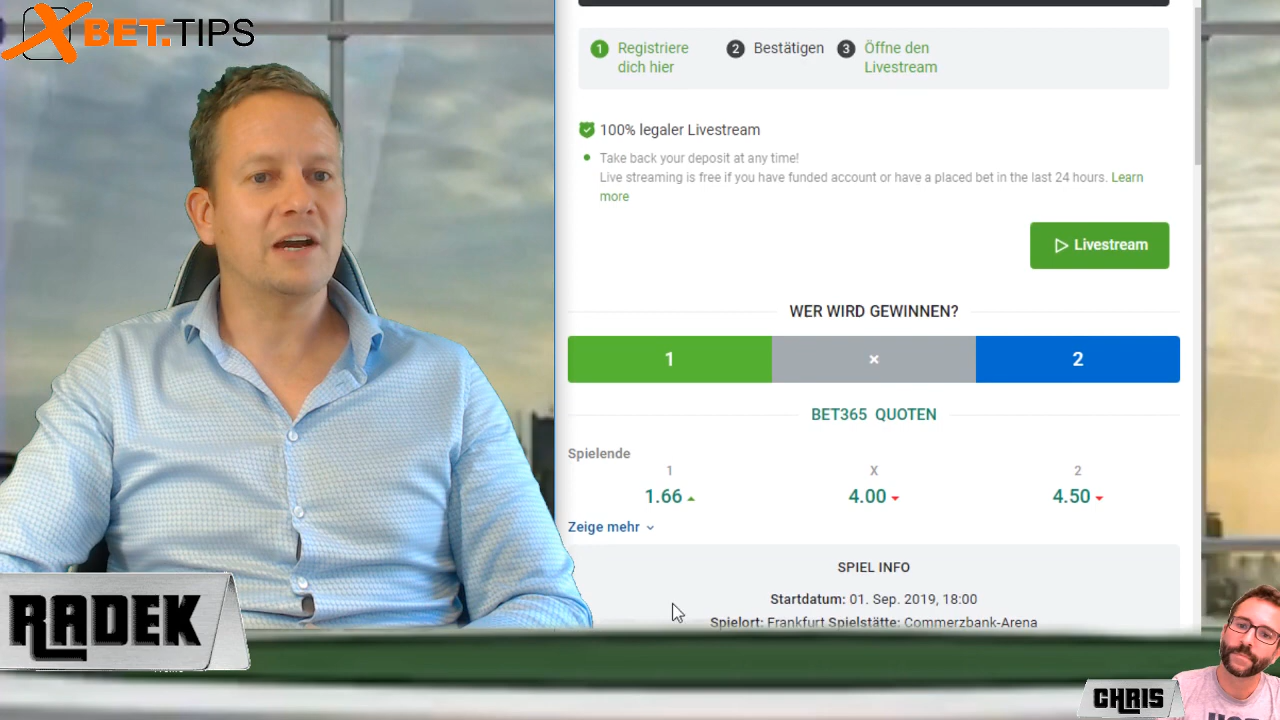 XBET.TIPS
1 Registriere dich hier
2 Bestätigen
3 Öffne den Livestream
100% legaler Livestream
Take back your deposit at any time!
Live streaming is free if you have funded account or have a placed bet in the last 24 hours. Learn
more
Livestream
WER WIRD GEWINNEN?
1 × 2
BET365 QUOTEN
Spielende
1 X 2
1.66 4.00 4.50
Zeige mehr
SPIEL INFO
Startdatum: 01. Sep. 2019, 18:00
Spielort: Frankfurt Spielstätte: Commerzbank-Arena
RADEK
CHRIS